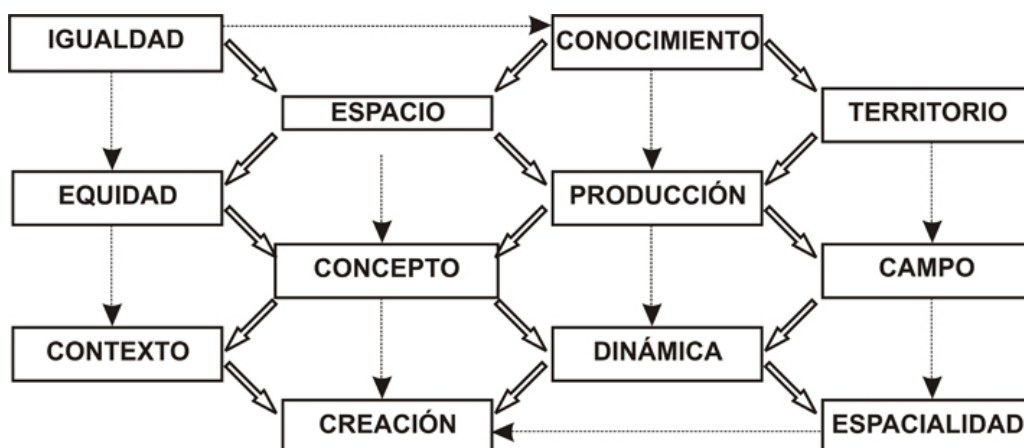 IGUALDAD
CONOCIMIENTO
ESPACIO
TERRITORIO
EQUIDAD
PRODUCCIÓN
CONCEPTO
CAMPO
CONTEXTO
DINÁMICA
CREACIÓN
ESPACIALIDAD